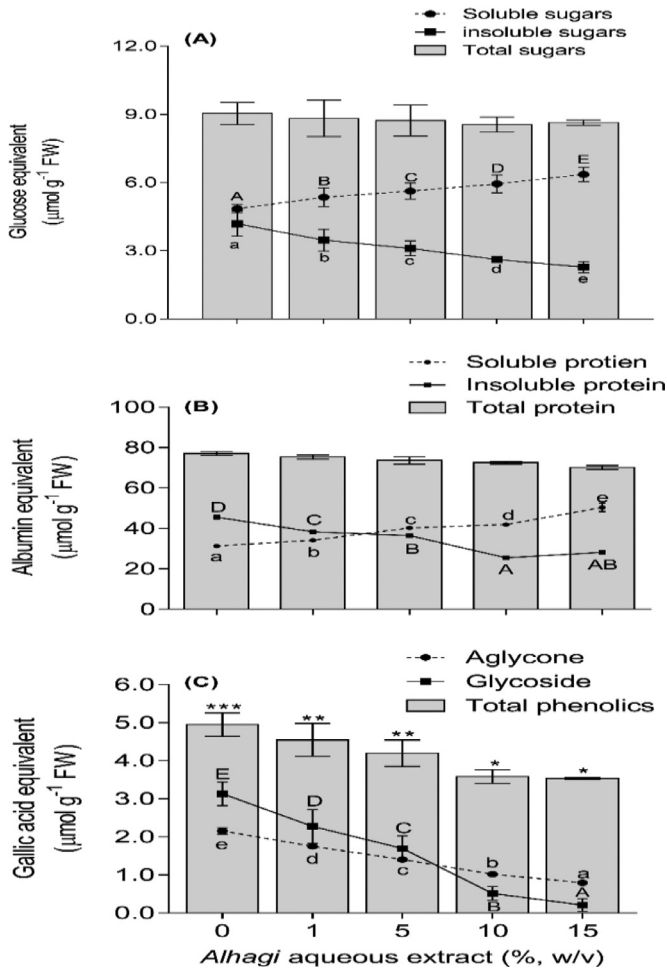 (A)
Soluble sugars
insoluble sugars
Total sugars
12.0
9.0
6.0
3.0
0.0
Glucose equivalent
(μmol g-1 FW)
A
B
C
D
E
a
b
c
d
e
(B)
Soluble protien
Insoluble protein
Total protein
100
80
60
40
20
0
Albumin equivalent
(μmol g-1 FW)
D
C
c
d
e
a
b
B
A
AB
(C)
Aglycone
Glycoside
Total phenolics
6.0
5.0
4.0
3.0
2.0
1.0
0.0
Gallic acid equivalent
(μmol g-1 FW)
***
**
**
*
*
E
D
C
b
a
e
d
c
B
A
0 1 5 10 15
Alhagi aqueous extract (%, w/v)